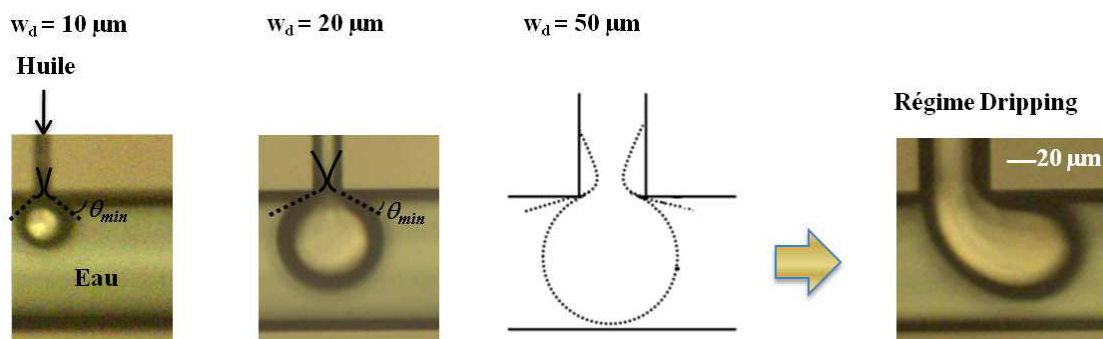 w_d = 10 µm
w_d = 20 µm
w_d = 50 µm
Huile
Régime Dripping
20 µm
θ_min
θ_min
Eau